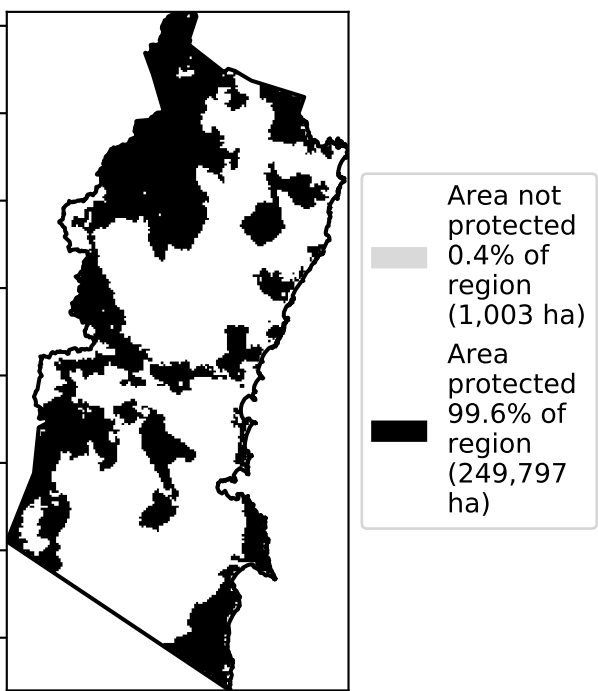 Area not
protected
0.4% of
region
(1,003 ha)
Area
protected
99.6% of
region
(249,797
ha)